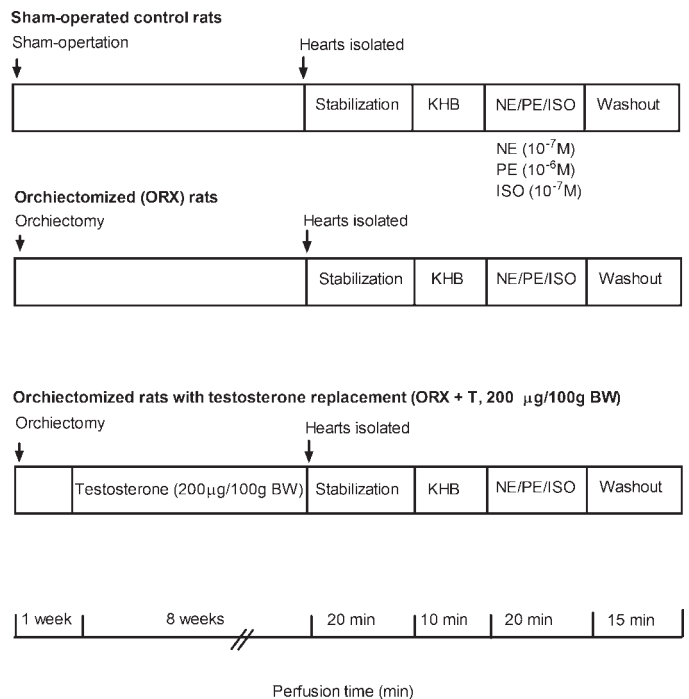 Sham-operated control rats
Sham-opertation
Hearts isolated
Stabilization KHB NE/PE/ISO Washout
NE (10⁻⁷M)
PE (10⁻⁶M)
ISO (10⁻⁷M)
Orchiectomized (ORX) rats
Orchiectomy
Hearts isolated
Stabilization KHB NE/PE/ISO Washout
Orchiectomized rats with testosterone replacement (ORX + T, 200 μg/100g BW)
Orchiectomy
Hearts isolated
Testosterone (200μg/100g BW) Stabilization KHB NE/PE/ISO Washout
1 week 8 weeks 20 min 10 min 20 min 15 min
Perfusion time (min)